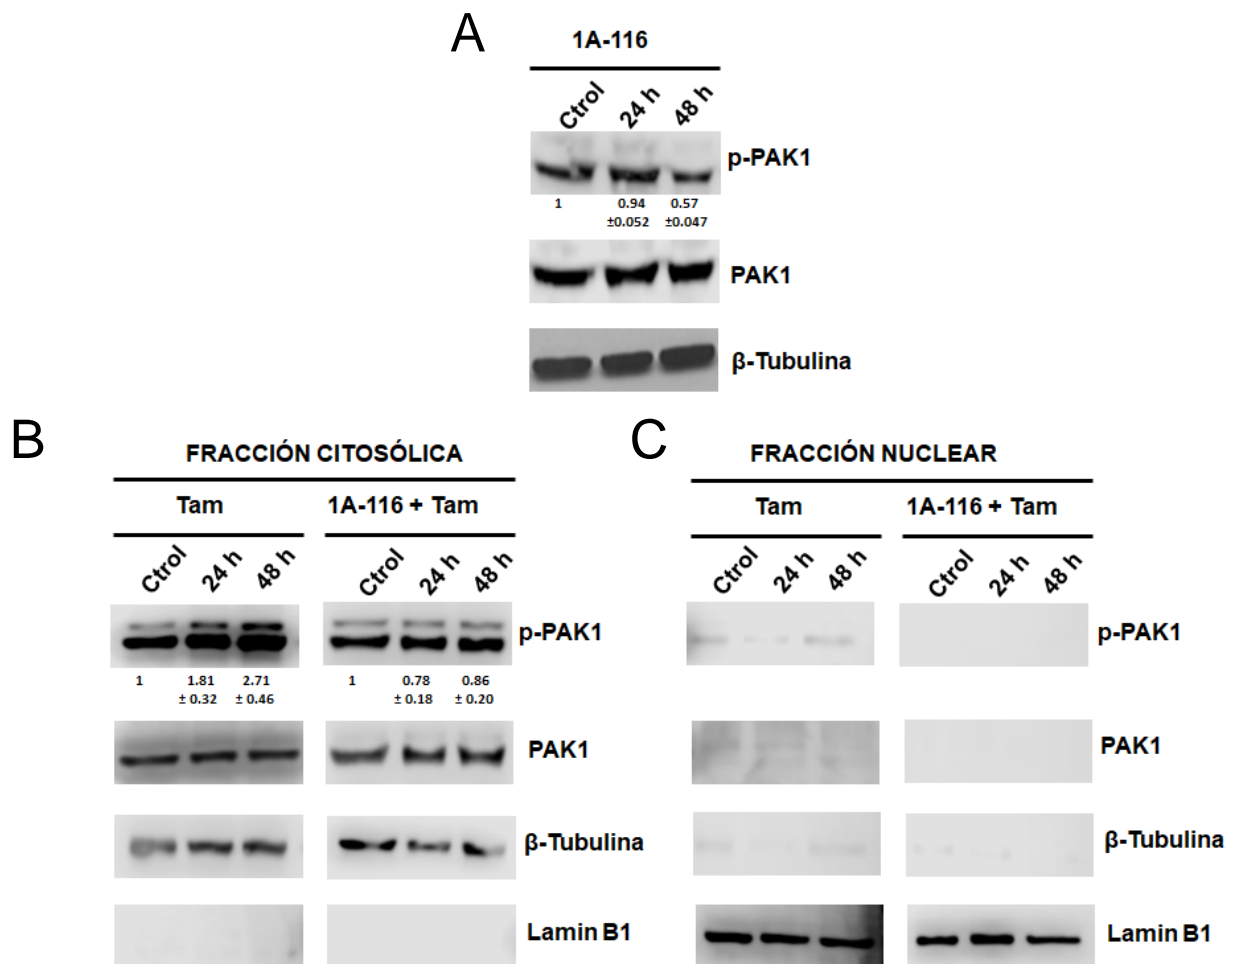 A
1A-116
Ctrol 24 h 48 h
p-PAK1
1 0.94 0.57
±0.052 ±0.047
PAK1
β-Tubulina
B
FRACCIÓN CITOSÓLICA
Tam 1A-116 + Tam
Ctrol 24 h 48 h Ctrol 24 h 48 h
p-PAK1
1 1.81 2.71 1 0.78 0.86
± 0.32 ± 0.46 ± 0.18 ± 0.20
PAK1
β-Tubulina
Lamin B1
C
FRACCIÓN NUCLEAR
Tam 1A-116 + Tam
Ctrol 24 h 48 h Ctrol 24 h 48 h
p-PAK1
PAK1
β-Tubulina
Lamin B1